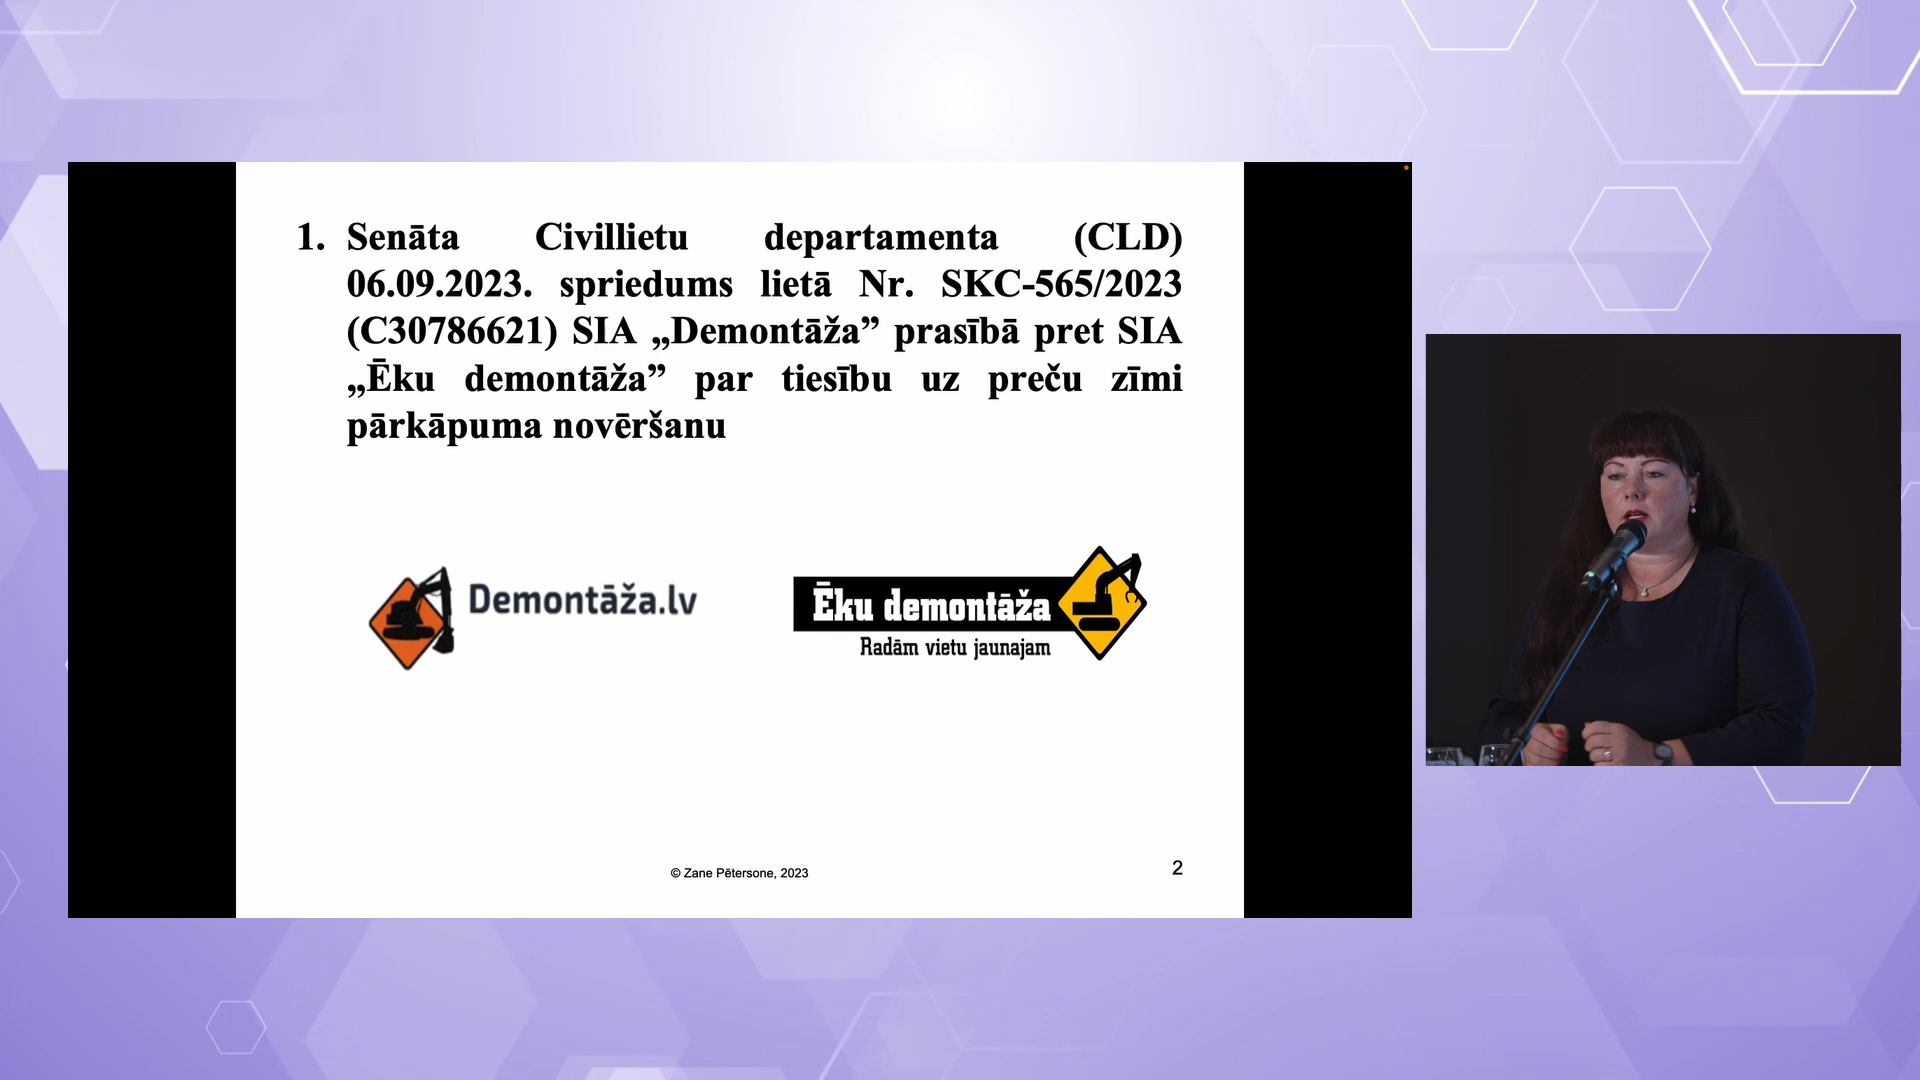 1. Senāta Civillietu departamenta (CLD)
06.09.2023. spriedums lietā Nr. SKC-565/2023
(C30786621) SIA „Demontāža” prasībā pret SIA
„Ēku demontāža” par tiesību uz preču zīmi
pārkāpuma novēršanu
Demontāža.lv
Ēku demontāža
Radām vietu jaunajam
© Zane Pētersone, 2023
2